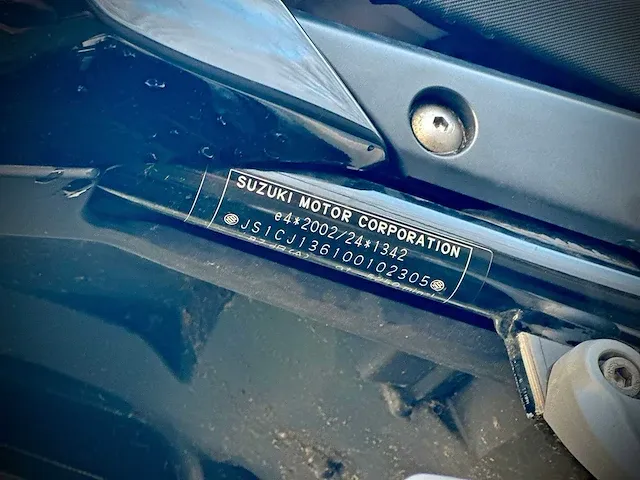 SUZUKI MOTOR CORPORATION
e4*2002/24*1342
JS1CJ136100102305